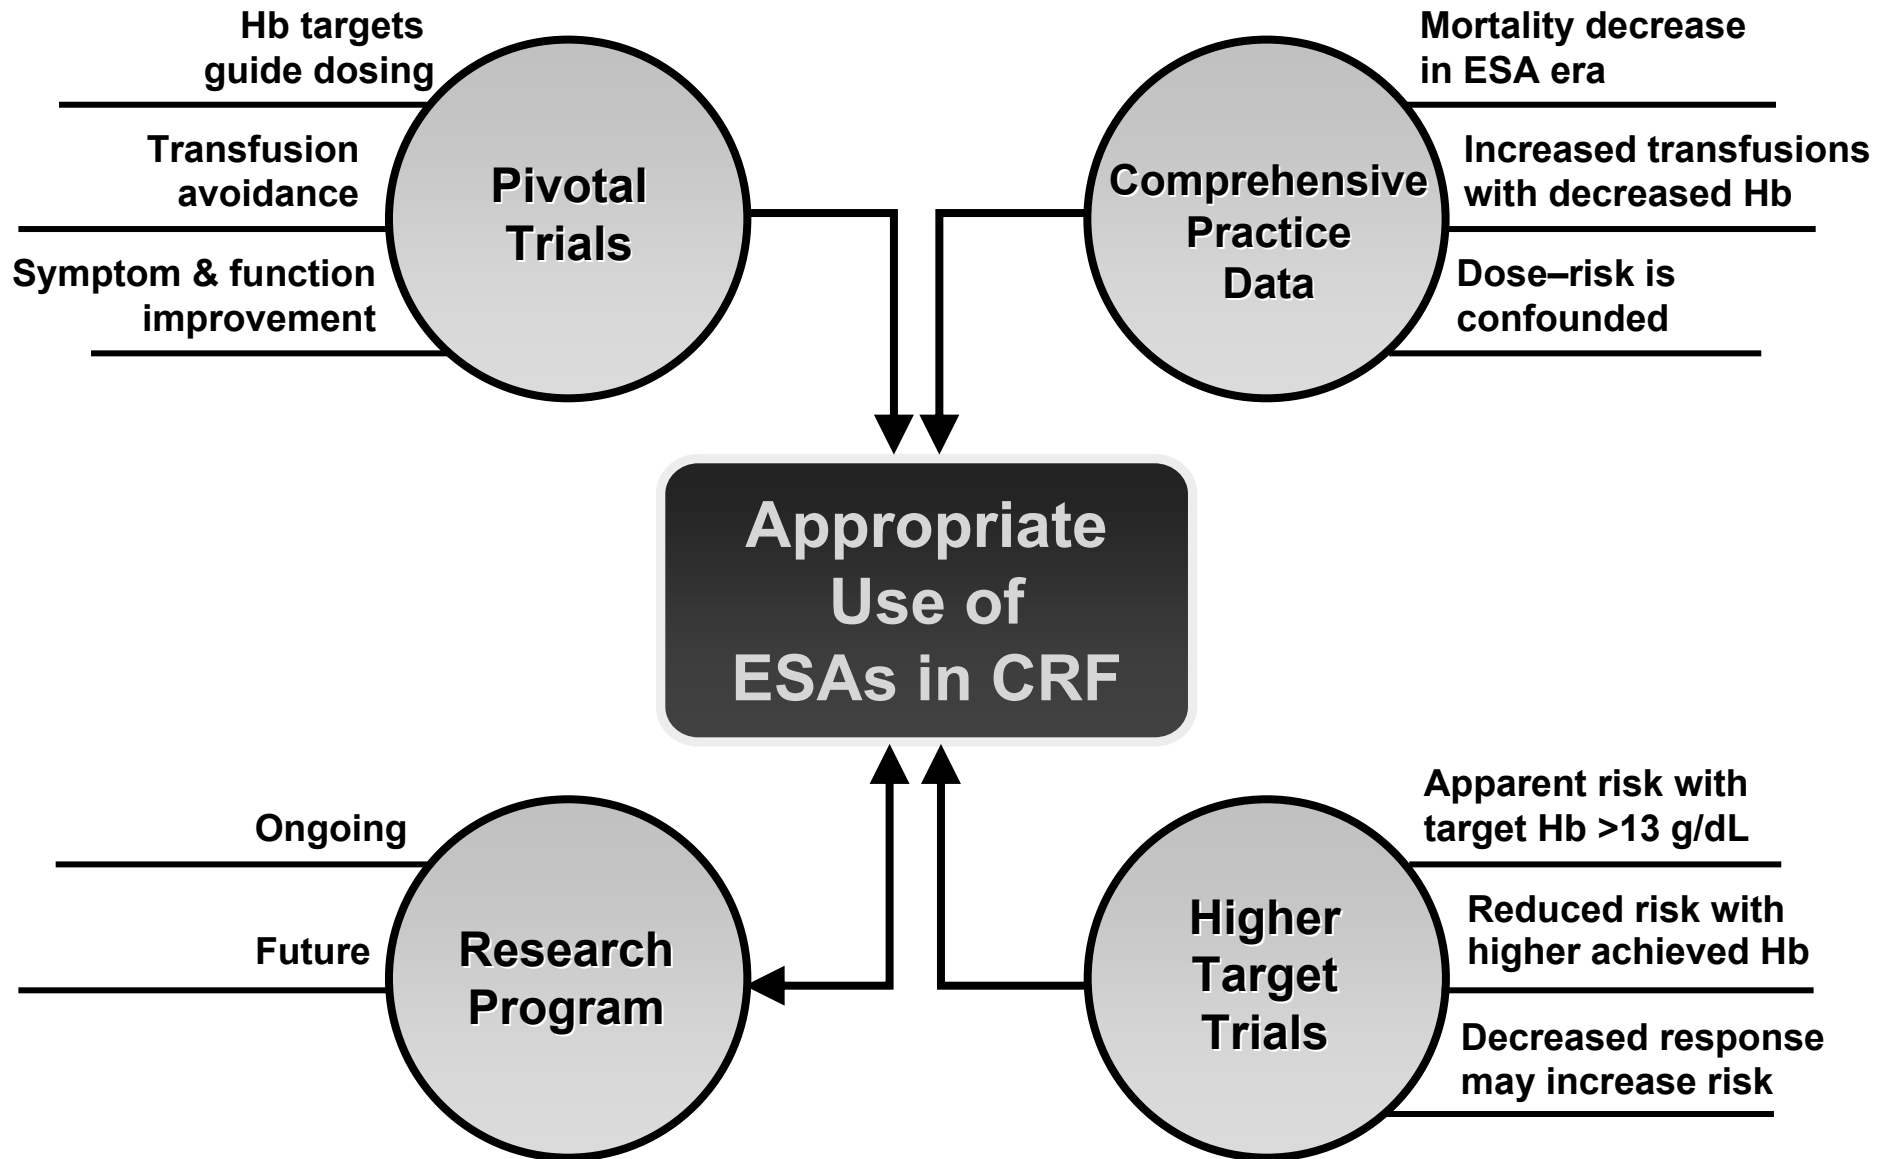 Hb targets
guide dosing
Transfusion
avoidance
Symptom & function
improvement
Pivotal
Trials
Mortality decrease
in ESA era
Increased transfusions
with decreased Hb
Dose–risk is
confounded
Comprehensive
Practice
Data
Appropriate
Use of
ESAs in CRF
Ongoing
Future
Research
Program
Apparent risk with
target Hb >13 g/dL
Reduced risk with
higher achieved Hb
Decreased response
may increase risk
Higher
Target
Trials